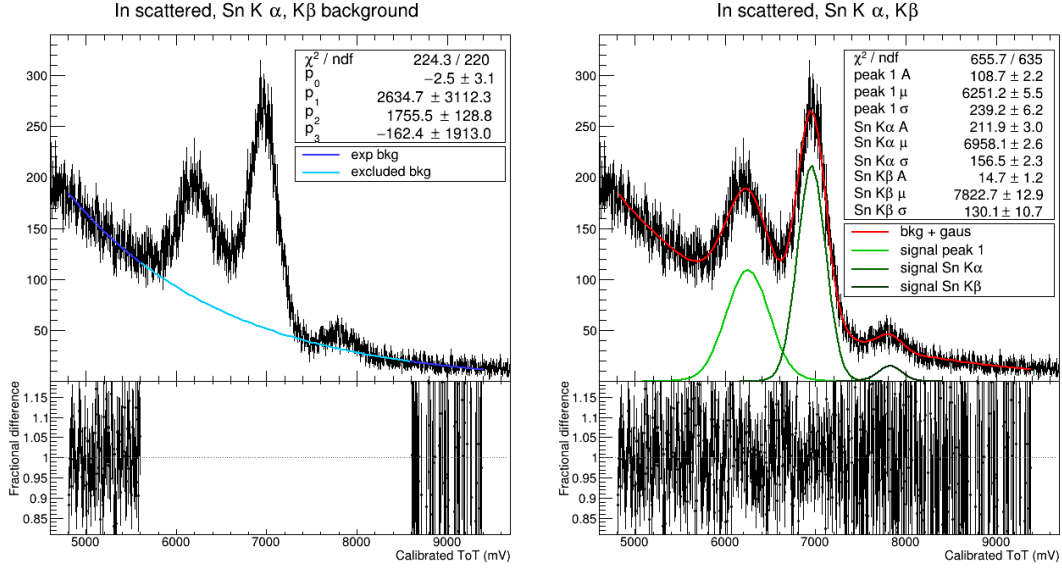 In scattered, Sn K α, Kβ background
χ² / ndf 224.3 / 220
p₀ −2.5 ± 3.1
p₁ 2634.7 ± 3112.3
p₂ 1755.5 ± 128.8
p₃ −162.4 ± 1913.0
exp bkg
excluded bkg
300
250
200
150
100
50
Fractional difference
1.15
1.1
1.05
1
0.95
0.9
0.85
5000 6000 7000 8000 9000
Calibrated ToT (mV)
In scattered, Sn K α, Kβ
χ² / ndf 655.7 / 635
peak 1 A 108.7 ± 2.2
peak 1 μ 6251.2 ± 5.5
peak 1 σ 239.2 ± 6.2
Sn Kα A 211.9 ± 3.0
Sn Kα μ 6958.1 ± 2.6
Sn Kα σ 156.5 ± 2.3
Sn Kβ A 14.7 ± 1.2
Sn Kβ μ 7822.7 ± 12.9
Sn Kβ σ 130.1 ± 10.7
bkg + gaus
signal peak 1
signal Sn Kα
signal Sn Kβ
300
250
200
150
100
50
Fractional difference
1.15
1.1
1.05
1
0.95
0.9
0.85
5000 6000 7000 8000 9000
Calibrated ToT (mV)